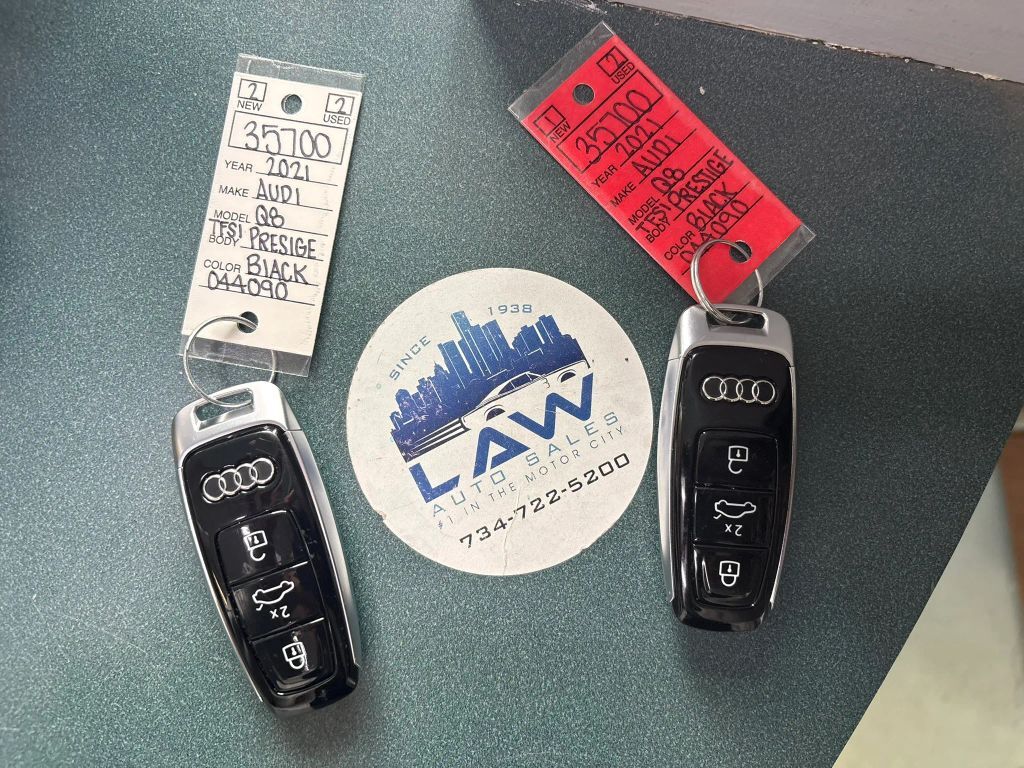 2 NEW 2 USED
35700
YEAR 2021
MAKE AUDI
MODEL Q8
BODY TFSI PRESIGE
COLOR BlACK
044090
1 NEW 2 USED
35700
YEAR 2021
MAKE AUDI
MODEL Q8
BODY TFSI PRESTIGE
COLOR BLACK
044090
SINCE 1938
LAW
AUTO SALES
#1 IN THE MOTOR CITY
734-722-5200
2x
2x